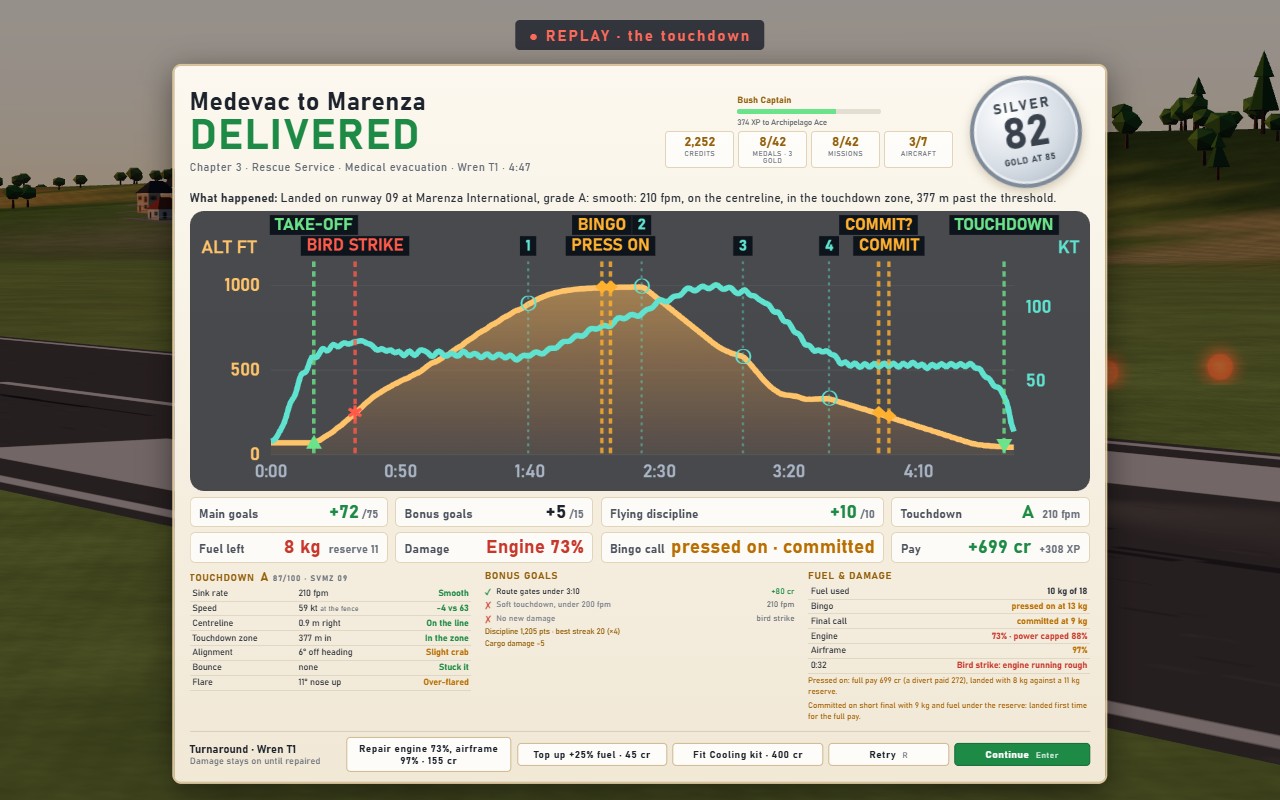 ● REPLAY · the touchdown
Medevac to Marenza
DELIVERED
Chapter 3 · Rescue Service · Medical evacuation · Wren T1 · 4:47
Bush Captain
374 XP to Archipelago Ace
2,252
CREDITS
8/42
MEDALS · 3
GOLD
8/42
MISSIONS
3/7
AIRCRAFT
SILVER
82
GOLD AT 85
What happened: Landed on runway 09 at Marenza International, grade A: smooth: 210 fpm, on the centreline, in the touchdown zone, 377 m past the threshold.
TAKE-OFF
BINGO 2
COMMIT?
TOUCHDOWN
ALT FT
BIRD STRIKE
1
PRESS ON
3
4
COMMIT
KT
1000
100
500
50
0
0:00 0:50 1:40 2:30 3:20 4:10
Main goals +72 /75
Bonus goals +5 /15
Flying discipline +10 /10
Touchdown A 210 fpm
Fuel left 8 kg reserve 11
Damage Engine 73%
Bingo call pressed on · committed
Pay +699 cr +308 XP
TOUCHDOWN A 87/100 · SVMZ 09
Sink rate 210 fpm Smooth
Speed 59 kt at the fence -4 vs 63
Centreline 0.9 m right On the line
Touchdown zone 377 m in In the zone
Alignment 6° off heading Slight crab
Bounce none Stuck it
Flare 11° nose up Over-flared
BONUS GOALS
✓ Route gates under 3:10 +80 cr
✗ Soft touchdown, under 200 fpm 210 fpm
✗ No new damage bird strike
Discipline 1,205 pts · best streak 20 (×4)
Cargo damage -5
FUEL & DAMAGE
Fuel used 10 kg of 18
Bingo pressed on at 13 kg
Final call committed at 9 kg
Engine 73% · power capped 88%
Airframe 97%
0:32 Bird strike: engine running rough
Pressed on: full pay 699 cr (a divert paid 272), landed with 8 kg against a 11 kg
reserve.
Committed on short final with 9 kg and fuel under the reserve: landed first time
for the full pay.
Turnaround · Wren T1
Damage stays on until repaired
Repair engine 73%, airframe
97% · 155 cr
Top up +25% fuel · 45 cr
Fit Cooling kit · 400 cr
Retry R
Continue Enter